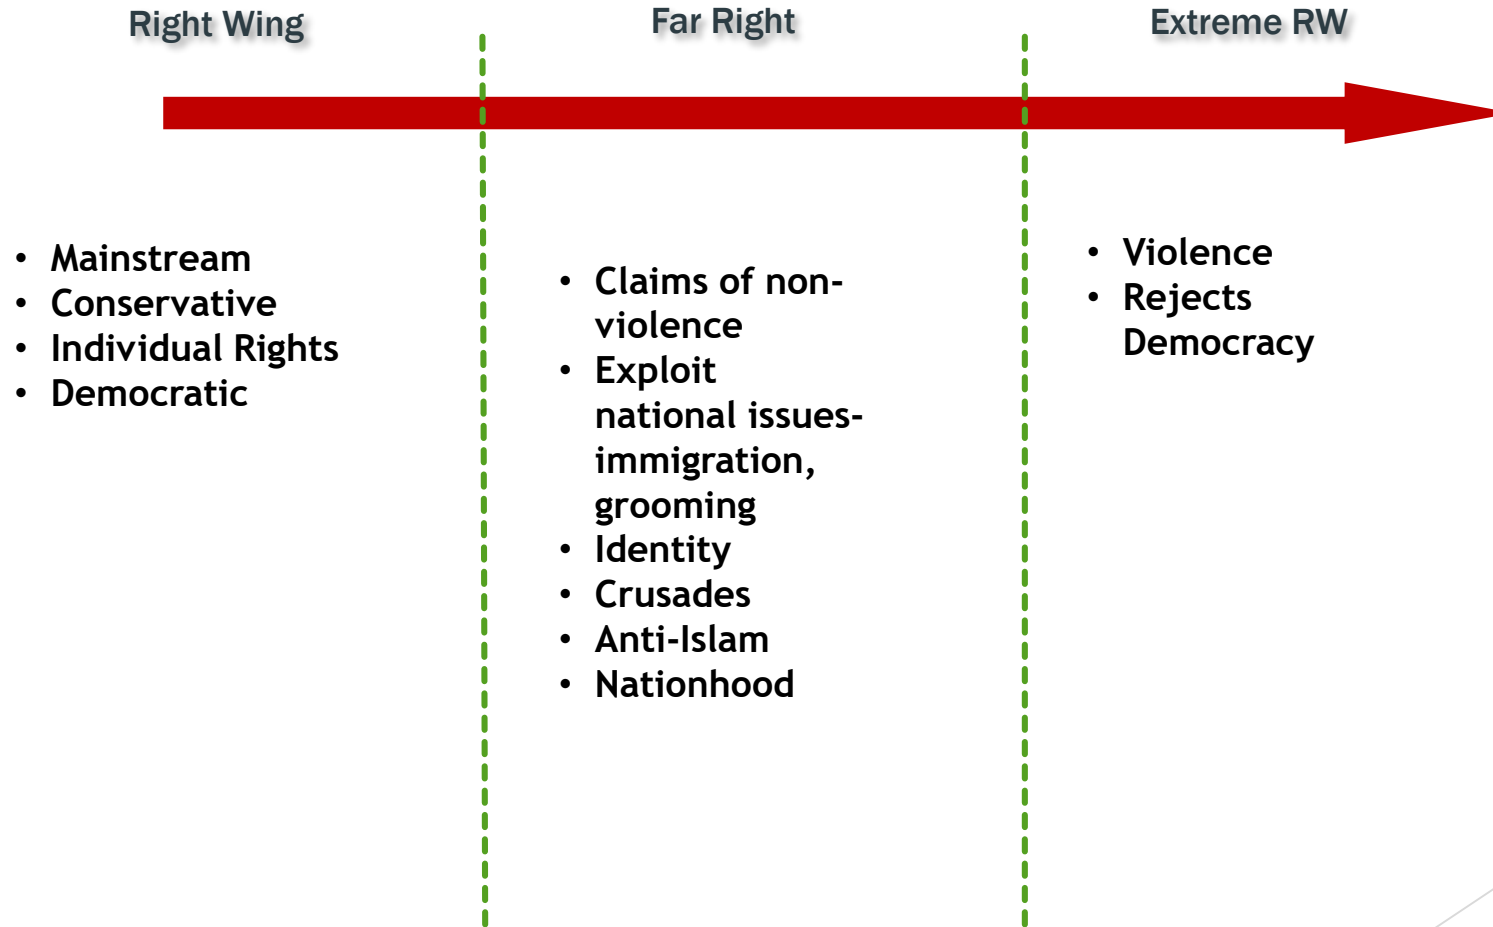 Right Wing
Far Right
Extreme RW
• Mainstream
• Conservative
• Individual Rights
• Democratic
• Claims of non-
violence
• Exploit
national issues-
immigration,
grooming
• Identity
• Crusades
• Anti-Islam
• Nationhood
• Violence
• Rejects
Democracy